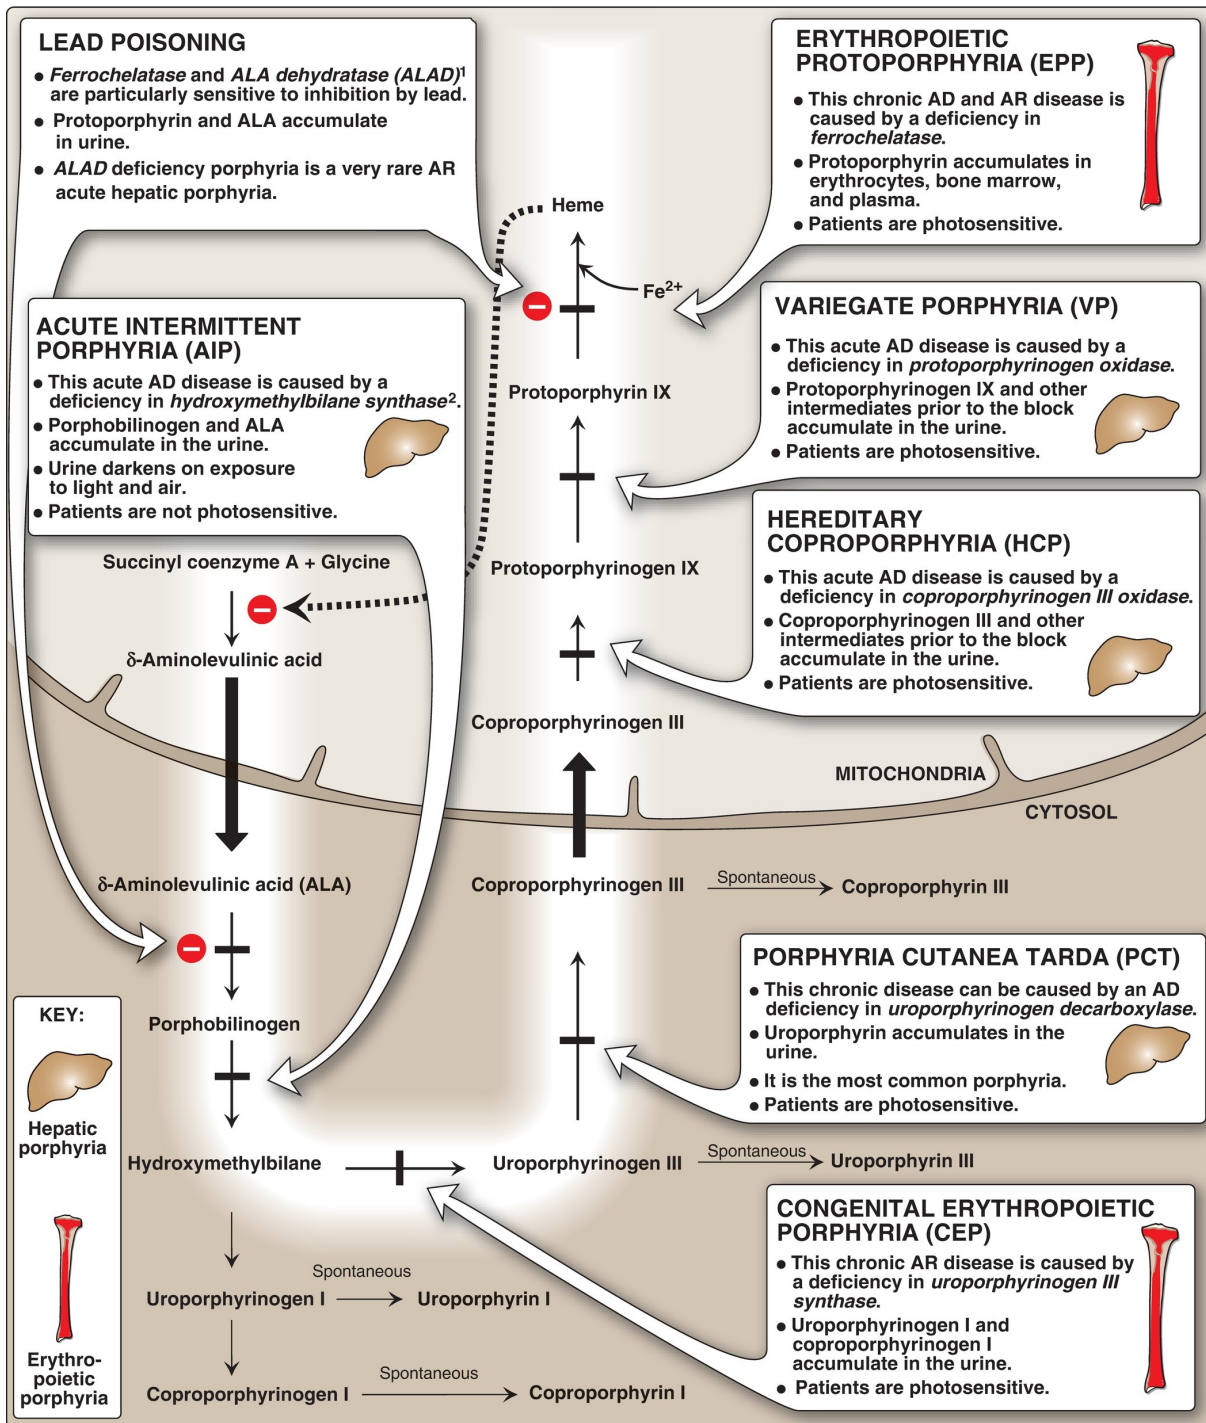 LEAD POISONING
● Ferrochelatase and ALA dehydratase (ALAD)¹
are particularly sensitive to inhibition by lead.
● Protoporphyrin and ALA accumulate
in urine.
● ALAD deficiency porphyria is a very rare AR
acute hepatic porphyria.
ERYTHROPOIETIC
PROTOPORPHYRIA (EPP)
● This chronic AD and AR disease is
caused by a deficiency in
ferrochelatase.
● Protoporphyrin accumulates in
erythrocytes, bone marrow,
and plasma.
● Patients are photosensitive.
Heme
Fe²⁺
ACUTE INTERMITTENT
PORPHYRIA (AIP)
● This acute AD disease is caused by a
deficiency in hydroxymethylbilane synthase².
● Porphobilinogen and ALA
accumulate in the urine.
● Urine darkens on exposure
to light and air.
● Patients are not photosensitive.
VARIEGATE PORPHYRIA (VP)
● This acute AD disease is caused by a
deficiency in protoporphyrinogen oxidase.
● Protoporphyrinogen IX and other
intermediates prior to the block
accumulate in the urine.
● Patients are photosensitive.
Protoporphyrin IX
HEREDITARY
COPROPORPHYRIA (HCP)
● This acute AD disease is caused by a
deficiency in coproporphyrinogen III oxidase.
● Coproporphyrinogen III and other
intermediates prior to the block
accumulate in the urine.
● Patients are photosensitive.
Succinyl coenzyme A + Glycine
Protoporphyrinogen IX
δ-Aminolevulinic acid
Coproporphyrinogen III
MITOCHONDRIA
CYTOSOL
δ-Aminolevulinic acid (ALA)
Coproporphyrinogen III
Spontaneous
Coproporphyrin III
PORPHYRIA CUTANEA TARDA (PCT)
● This chronic disease can be caused by an AD
deficiency in uroporphyrinogen decarboxylase.
● Uroporphyrin accumulates in the
urine.
● It is the most common porphyria.
● Patients are photosensitive.
KEY:
Hepatic
porphyria
Erythro-
poietic
porphyria
Porphobilinogen
Hydroxymethylbilane
Uroporphyrinogen III
Spontaneous
Uroporphyrin III
CONGENITAL ERYTHROPOIETIC
PORPHYRIA (CEP)
● This chronic AR disease is caused by
a deficiency in uroporphyrinogen III
synthase.
● Uroporphyrinogen I and
coproporphyrinogen I
accumulate in the urine.
● Patients are photosensitive.
Uroporphyrinogen I
Spontaneous
Uroporphyrin I
Coproporphyrinogen I
Spontaneous
Coproporphyrin I